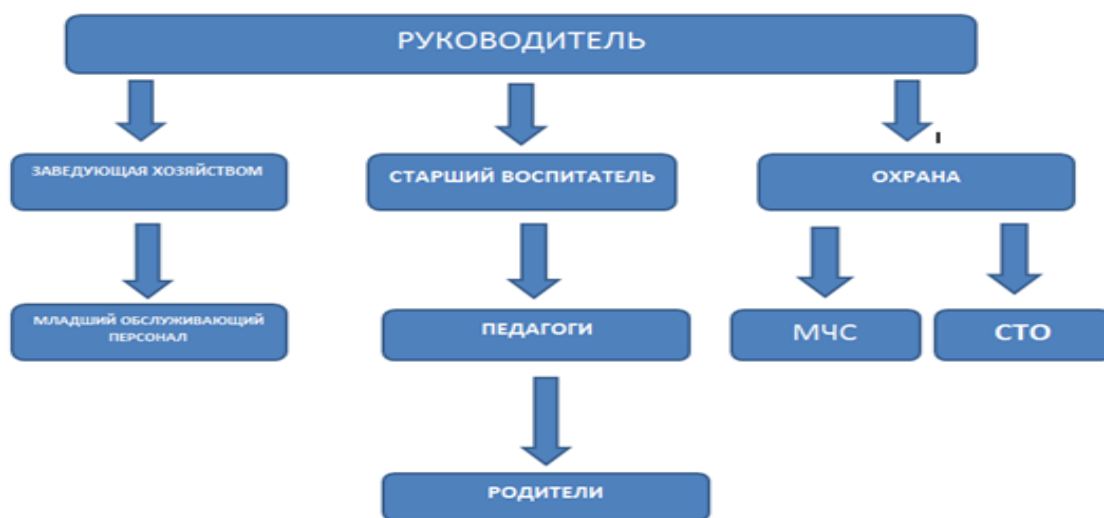 РУКОВОДИТЕЛЬ
ЗАВЕДУЮЩАЯ ХОЗЯЙСТВОМ
СТАРШИЙ ВОСПИТАТЕЛЬ
ОХРАНА
МЛАДШИЙ ОБСЛУЖИВАЮЩИЙ
ПЕРСОНАЛ
ПЕДАГОГИ
МЧС
СТО
РОДИТЕЛИ